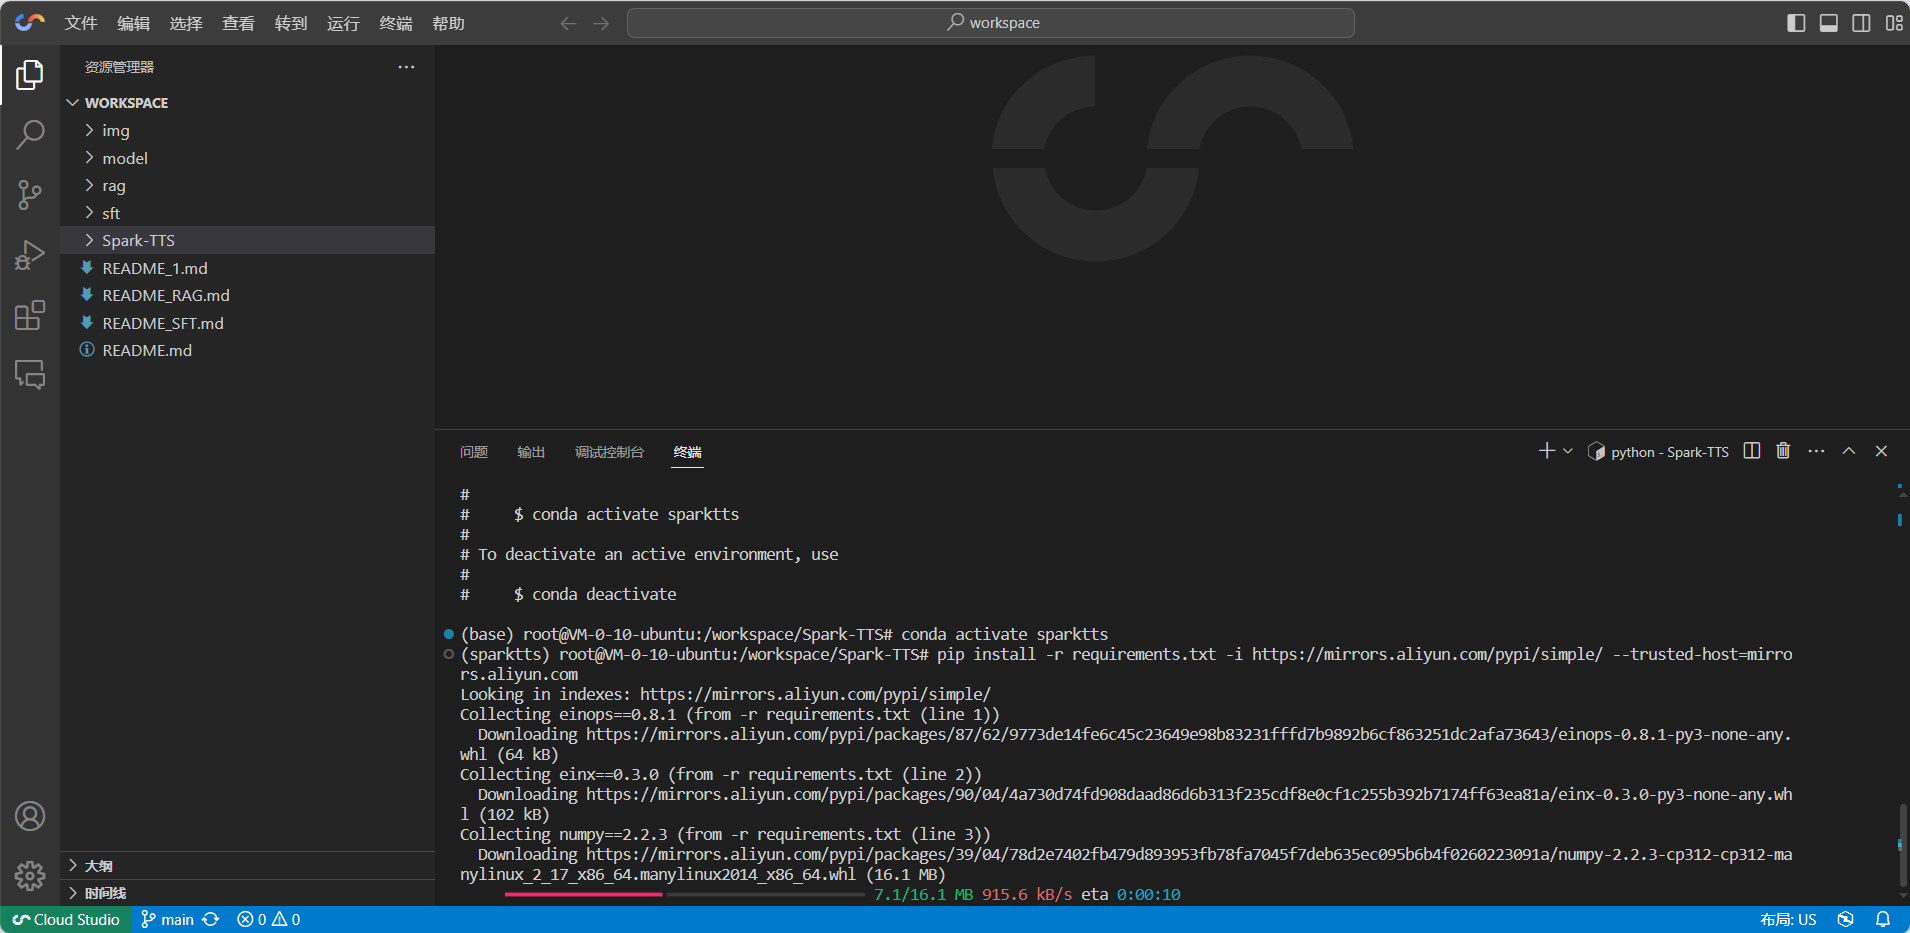 文件 编辑 选择 查看 转到 运行 终端 帮助
workspace
资源管理器
WORKSPACE
img
model
rag
sft
Spark-TTS
README_1.md
README_RAG.md
README_SFT.md
README.md
大纲
时间线
问题 输出 调试控制台 终端
python - Spark-TTS
#
#     $ conda activate sparktts
#
# To deactivate an active environment, use
#
#     $ conda deactivate
(base) root@VM-0-10-ubuntu:/workspace/Spark-TTS# conda activate sparktts
(sparktts) root@VM-0-10-ubuntu:/workspace/Spark-TTS# pip install -r requirements.txt -i https://mirrors.aliyun.com/pypi/simple/ --trusted-host=mirro
rs.aliyun.com
Looking in indexes: https://mirrors.aliyun.com/pypi/simple/
Collecting einops==0.8.1 (from -r requirements.txt (line 1))
  Downloading https://mirrors.aliyun.com/pypi/packages/87/62/9773de14fe6c45c23649e98b83231fffd7b9892b6cf863251dc2afa73643/einops-0.8.1-py3-none-any.
whl (64 kB)
Collecting einx==0.3.0 (from -r requirements.txt (line 2))
  Downloading https://mirrors.aliyun.com/pypi/packages/90/04/4a730d74fd908daad86d6b313f235cdf8e0cf1c255b392b7174ff63ea81a/einx-0.3.0-py3-none-any.wh
l (102 kB)
Collecting numpy==2.2.3 (from -r requirements.txt (line 3))
  Downloading https://mirrors.aliyun.com/pypi/packages/39/04/78d2e7402fb479d893953fb78fa7045f7deb635ec095b6b4f0260223091a/numpy-2.2.3-cp312-cp312-ma
nylinux_2_17_x86_64.manylinux2014_x86_64.whl (16.1 MB)
7.1/16.1 MB 915.6 kB/s eta 0:00:10
Cloud Studio main 0 0 布局: US